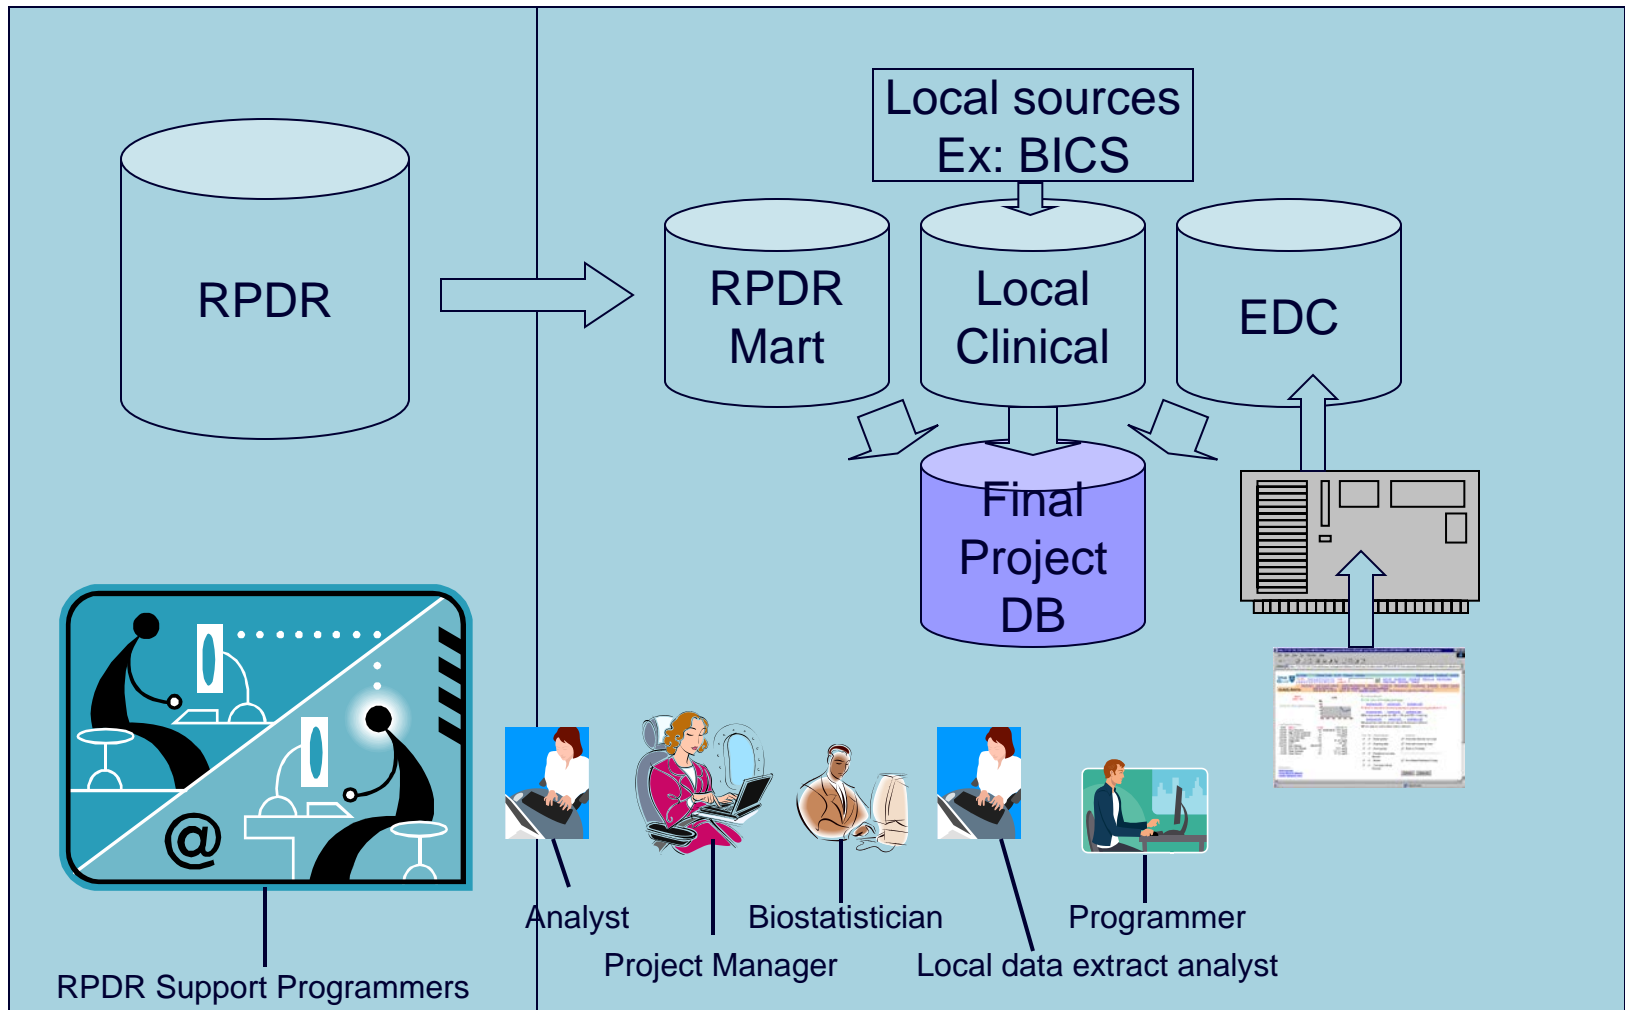 Local sources
Ex: BICS
RPDR
RPDR
Mart
Local
Clinical
EDC
Final
Project
DB
@
Analyst
Biostatistician
Programmer
Project Manager
Local data extract analyst
RPDR Support Programmers